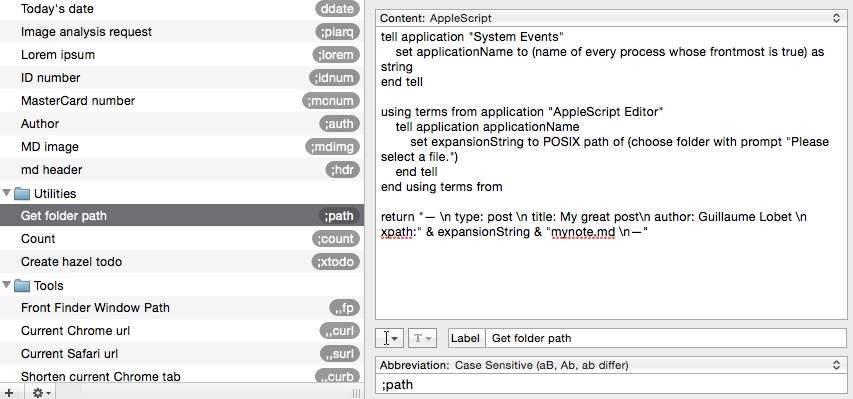 Today's date ddate
Image analysis request ;piarq
Lorem ipsum ;lorem
ID number ;idnum
MasterCard number ;mcnum
Author ;auth
MD image ;mdimg
md header ;hdr
Utilities
Get folder path ;path
Count ;count
Create hazel todo ;xtodo
Tools
Front Finder Window Path ,,fp
Current Chrome url ,,curl
Current Safari url ,,surl
Shorten current Chrome tab ,,curb
Content: AppleScript
tell application "System Events"
set applicationName to (name of every process whose frontmost is true) as
string
end tell
using terms from application "AppleScript Editor"
tell application applicationName
set expansionString to POSIX path of (choose folder with prompt "Please
select a file.")
end tell
end using terms from
return "— \n type: post \n title: My great post\n author: Guillaume Lobet \n
xpath:" & expansionString & "mynote.md \n—"
T
Label Get folder path
Abbreviation: Case Sensitive (aB, Ab, ab differ)
;path